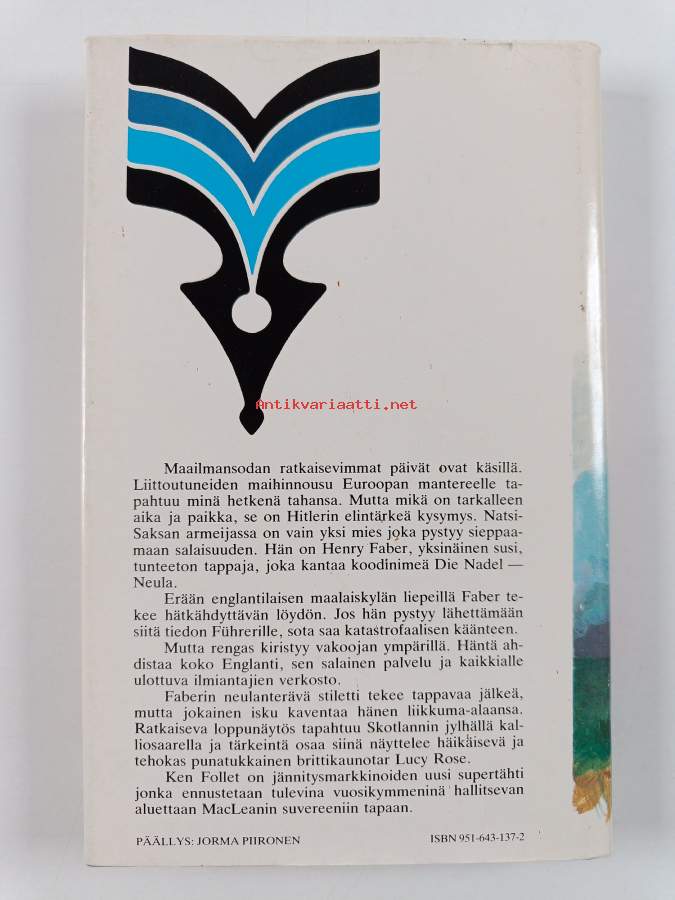 Antikvariaatti.net
Maailmansodan ratkaisevimmat päivät ovat käsillä.
Liittoutuneiden maihinnousu Euroopan mantereelle ta-
pahtuu minä hetkenä tahansa. Mutta mikä on tarkalleen
aika ja paikka, se on Hitlerin elintärkeä kysymys. Natsi-
Saksan armeijassa on vain yksi mies joka pystyy sieppaa-
maan salaisuuden. Hän on Henry Faber, yksinäinen susi,
tunteeton tappaja, joka kantaa koodinimeä Die Nadel —
Neula.
Erään englantilaisen maalaiskylän liepeillä Faber te-
kee hätkähdyttävän löydön. Jos hän pystyy lähettämään
siitä tiedon Führerille, sota saa katastrofaalisen käänteen.
Mutta rengas kiristyy vakoojan ympärillä. Häntä ah-
distaa koko Englanti, sen salainen palvelu ja kaikkialle
ulottuva ilmiantajien verkosto.
Faberin neulanterävä stiletti tekee tappavaa jälkeä,
mutta jokainen isku kaventaa hänen liikkuma-alaansa.
Ratkaiseva loppunäytös tapahtuu Skotlannin jylhällä kal-
liosaarella ja tärkeintä osaa siinä näyttelee häikäisevä ja
tehokas punatukkainen brittikaunotar Lucy Rose.
Ken Follet on jännitysmarkkinoiden uusi supertähti
jonka ennustetaan tulevina vuosikymmeninä hallitsevan
aluettaan MacLeanin suvereeniin tapaan.
PÄÄLLYS: JORMA PIIRONEN
ISBN 951-643-137-2